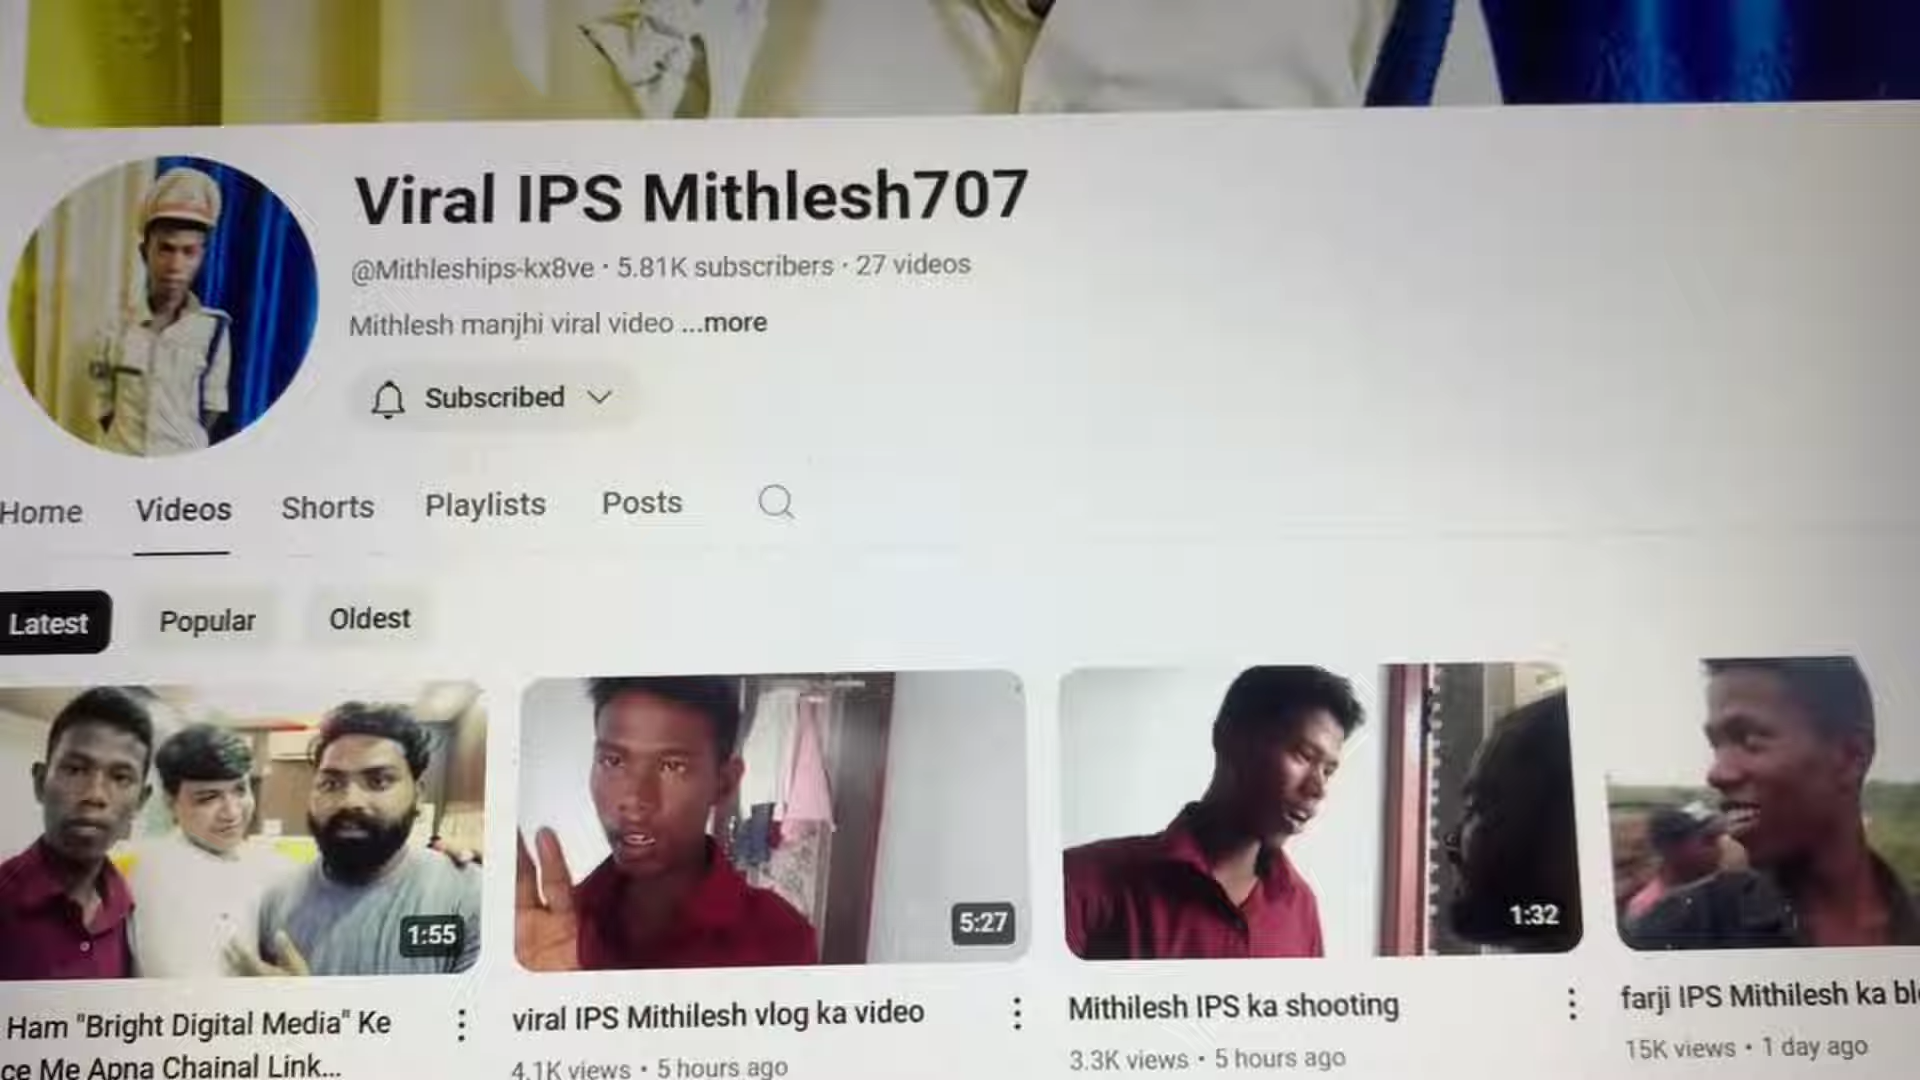 Viral IPS Mithlesh707
@Mithleships-kx8ve · 5.81K subscribers · 27 videos
Mithlesh manjhi viral video ...more
Subscribed
Home Videos Shorts Playlists Posts
Latest Popular Oldest
1:55
5:27
1:32
Ham "Bright Digital Media" Ke
ce Me Apna Chainal Link...
viral IPS Mithilesh vlog ka video
4.1K views • 5 hours ago
Mithilesh IPS ka shooting
3.3K views • 5 hours ago
farji IPS Mithilesh ka
15K views • 1 day ago